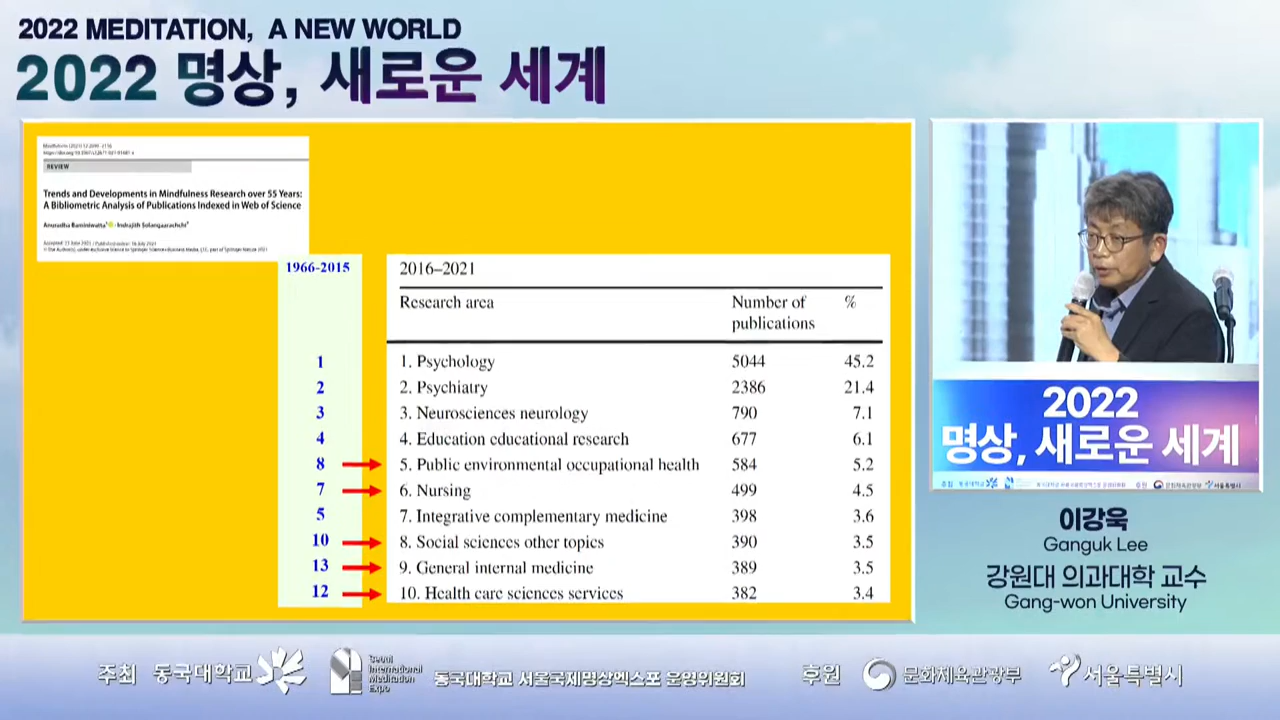 2022 MEDITATION, A NEW WORLD
2022 명상, 새로운 세계
REVIEW
Trends and Developments in Mindfulness Research over 55 Years:
A Bibliometric Analysis of Publications Indexed in Web of Science
1966-2015
2016–2021
Research area Number of publications %
1 1. Psychology 5044 45.2
2 2. Psychiatry 2386 21.4
3 3. Neurosciences neurology 790 7.1
4 4. Education educational research 677 6.1
8 5. Public environmental occupational health 584 5.2
7 6. Nursing 499 4.5
5 7. Integrative complementary medicine 398 3.6
10 8. Social sciences other topics 390 3.5
13 9. General internal medicine 389 3.5
12 10. Health care sciences services 382 3.4
2022
명상, 새로운 세계
이강욱
Ganguk Lee
강원대 의과대학 교수
Gang-won University
주최 동국대학교
Seoul
International
Meditation
Expo
동국대학교 서울국제명상엑스포 운영위원회
후원 문화체육관광부 서울특별시